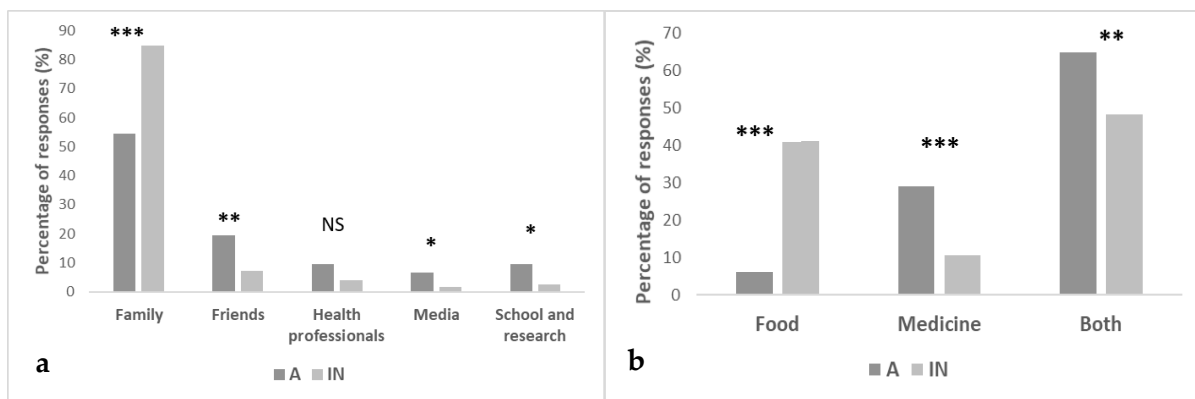 Percentage of responses (%)
90
80
70
60
50
40
30
20
10
0
***
**
NS
*
*
Family
Friends
Health professionals
Media
School and research
A
IN
a
Percentage of responses (%)
70
60
50
40
30
20
10
0
***
***
**
Food
Medicine
Both
A
IN
b